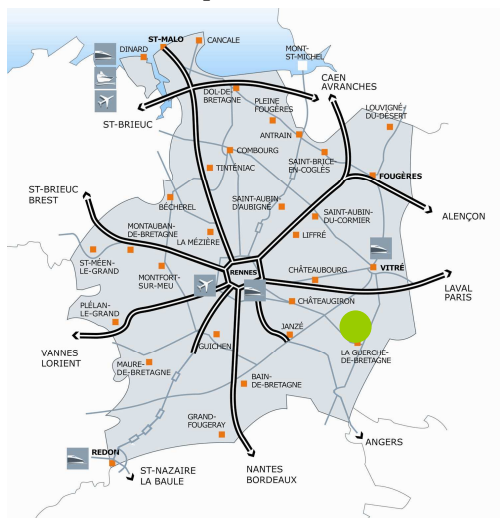 ST-MALO
CANCALE
DINARD
MONT-
ST-MICHEL
CAEN
AVRANCHES
DOL-DE-
BRETAGNE
PLEINE
FOUGÈRES
LOUVIGNÉ-
DU-DÉSERT
ST-BRIEUC
ANTRAIN
COMBOURG
SAINT-BRICE-
EN-COGLÈS
TINTÉNIAC
FOUGÈRES
ST-BRIEUC
BREST
BÉCHEREL
SAINT-AUBIN
D'AUBIGNÉ
SAINT-AUBIN-
DU-CORMIER
ALENÇON
MONTAUBAN-
DE-BRETAGNE
LA MÉZIÈRE
LIFFRÉ
ST-MÉEN-
LE-GRAND
MONTFORT-
SUR-MEU
RENNES
CHÂTEAUBOURG
VITRÉ
LAVAL
PARIS
PLÉLAN-
LE-GRAND
CHÂTEAUGIRON
JANZÉ
GUICHEN
VANNES
LORIENT
LA GUERCHE-
DE-BRETAGNE
MAURE-
DE-BRETAGNE
BAIN-
DE-BRETAGNE
GRAND-
FOUGERAY
ANGERS
REDON
ST-NAZAIRE
LA BAULE
NANTES
BORDEAUX